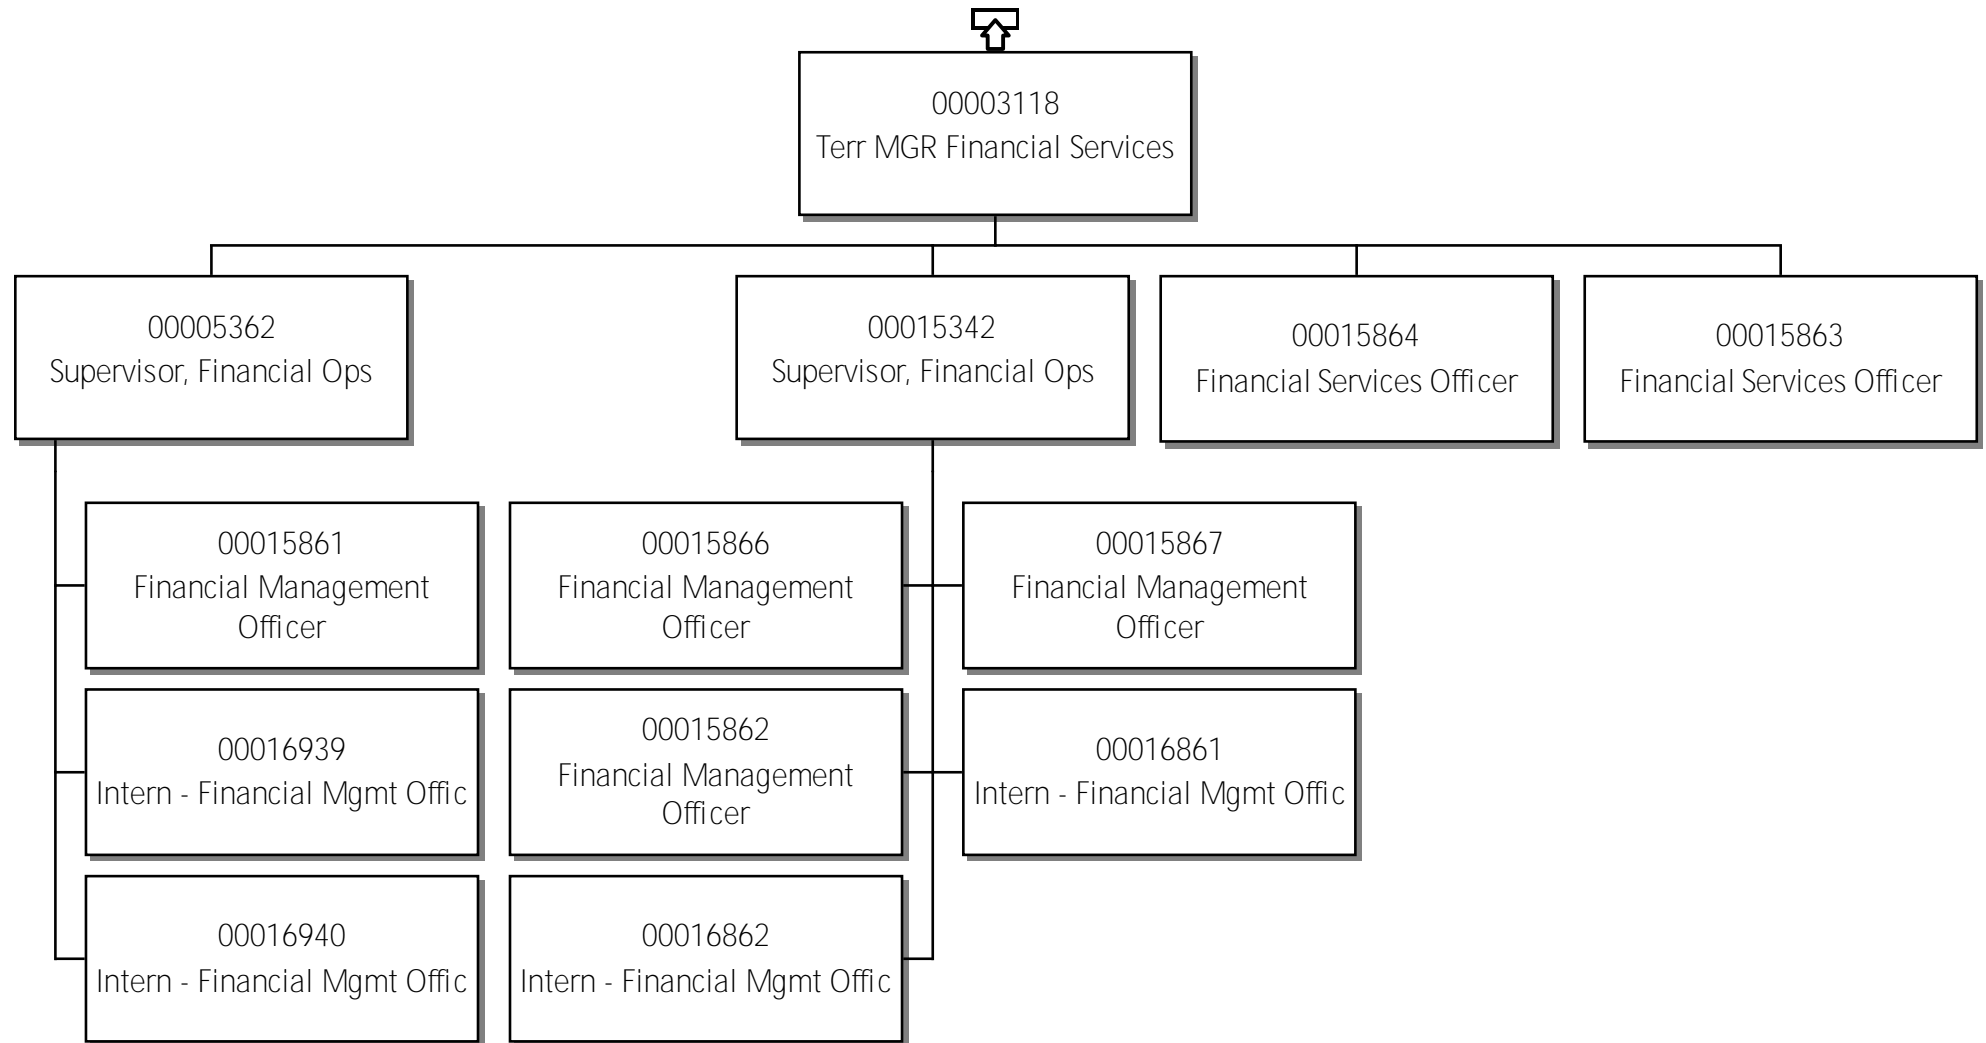 00003118
Terr MGR Financial Services
00005362
Supervisor, Financial Ops
00015342
Supervisor, Financial Ops
00015864
Financial Services Officer
00015863
Financial Services Officer
00015861
Financial Management
Officer
00015866
Financial Management
Officer
00015867
Financial Management
Officer
00016939
Intern - Financial Mgmt Offic
00015862
Financial Management
Officer
00016861
Intern - Financial Mgmt Offic
00016940
Intern - Financial Mgmt Offic
00016862
Intern - Financial Mgmt Offic